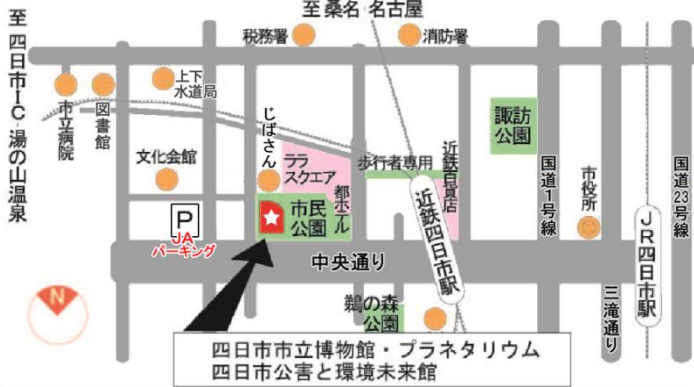 至 桑名 名古屋
至 四日市IC・湯の山温泉
税務署
消防署
上下
水道局
市立病院
図書館
じばさん
文化会館
ララ
スクエア
歩行者専用
近鉄百貨店
諏訪
公園
国道1号線
市役所
国道23号線
P
JA
パーキング
市民
公園
都ホテル
近鉄四日市駅
JR四日市駅
中央通り
三滝通り
N
鵜の森
公園
四日市市立博物館・プラネタリウム
四日市公害と環境未来館